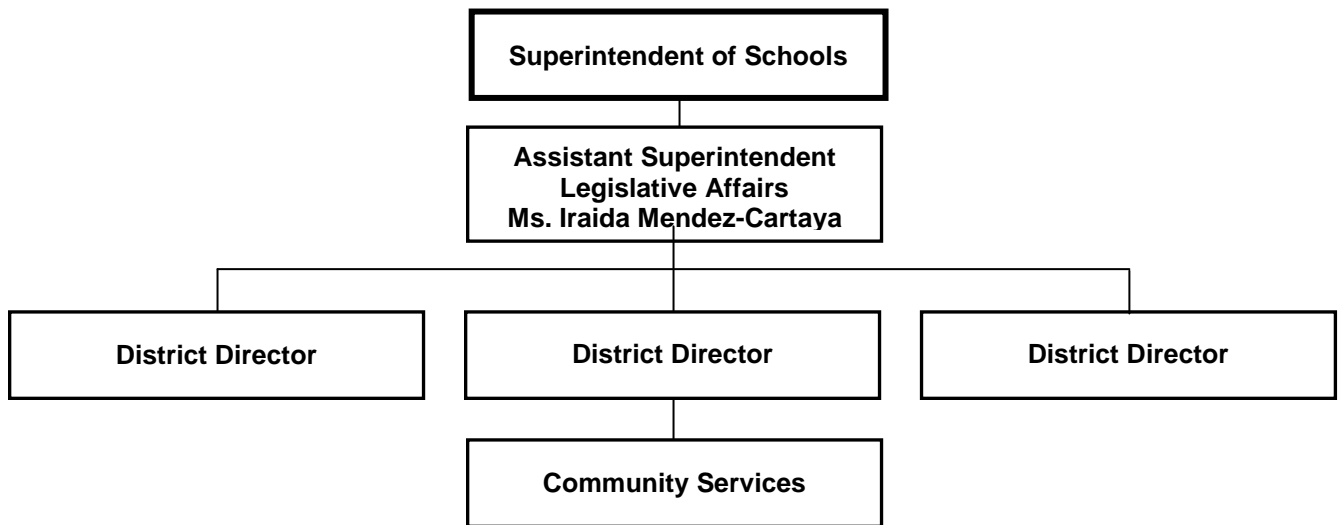 Superintendent of Schools
Assistant Superintendent
Legislative Affairs
Ms. Iraida Mendez-Cartaya
District Director
District Director
District Director
Community Services